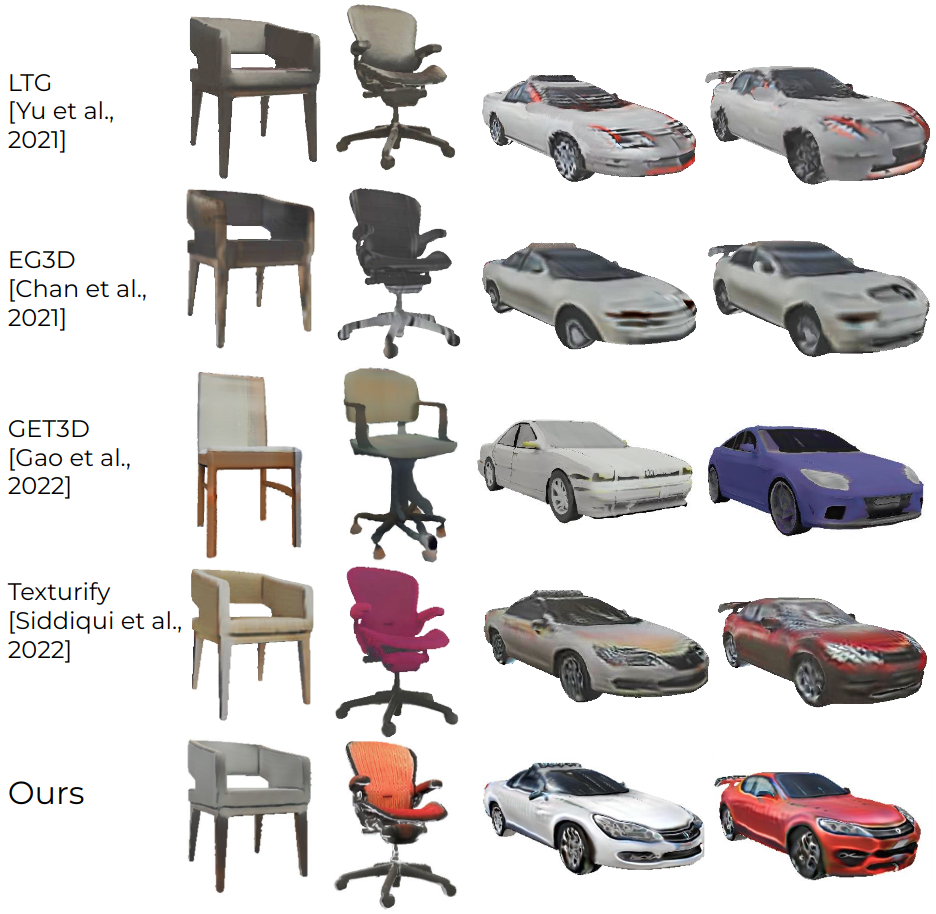 LTG
[Yu et al.,
2021]
EG3D
[Chan et al.,
2021]
GET3D
[Gao et al.,
2022]
Texturify
[Siddiqui et al.,
2022]
Ours